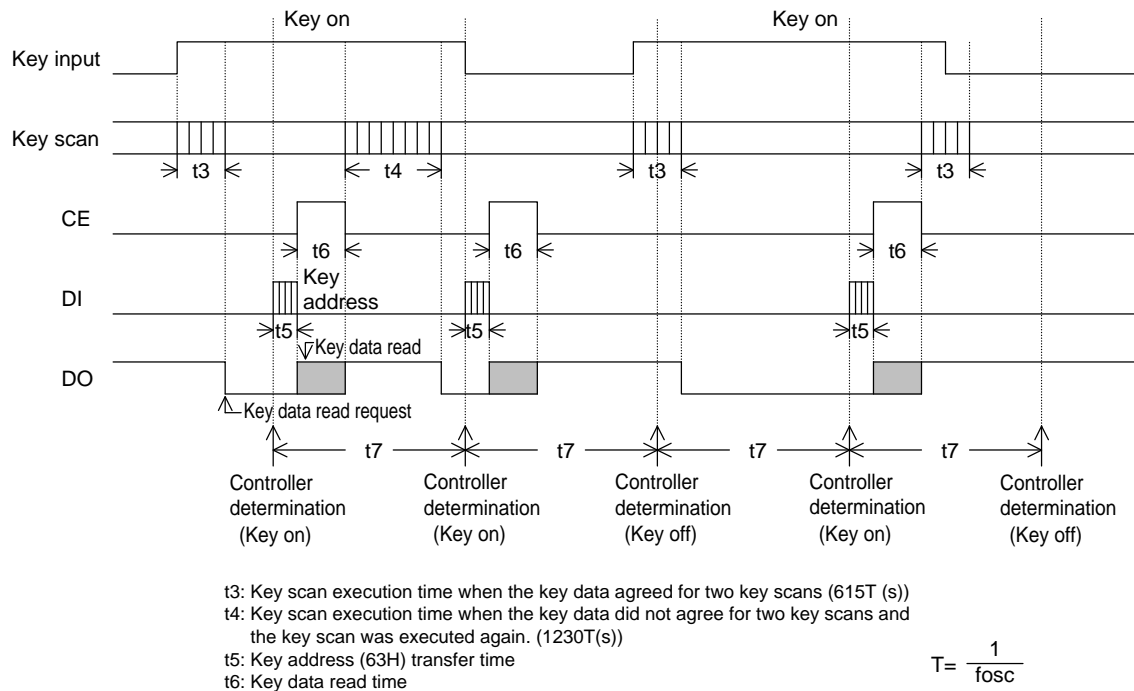 Key on Key on
Key input
Key scan
t3 t4 t3 t3
CE
t6 t6 t6
Key
address
DI
t5 t5 t5
Key data read
DO
Key data read request
t7 t7 t7 t7
Controller determination (Key on)
Controller determination (Key on)
Controller determination (Key off)
Controller determination (Key on)
Controller determination (Key off)
t3: Key scan execution time when the key data agreed for two key scans (615T (s))
t4: Key scan execution time when the key data did not agree for two key scans and
the key scan was executed again. (1230T(s))
t5: Key address (63H) transfer time
t6: Key data read time
T= 1
fosc